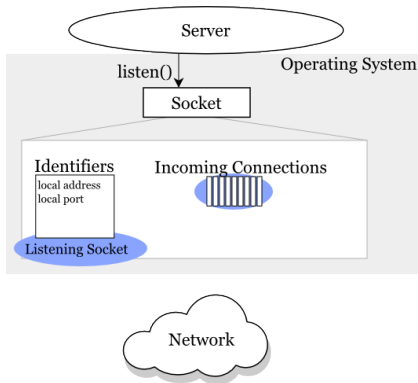 Server
Operating System
listen()
Socket
Identifiers
local address
local port
Listening Socket
Incoming Connections
Network